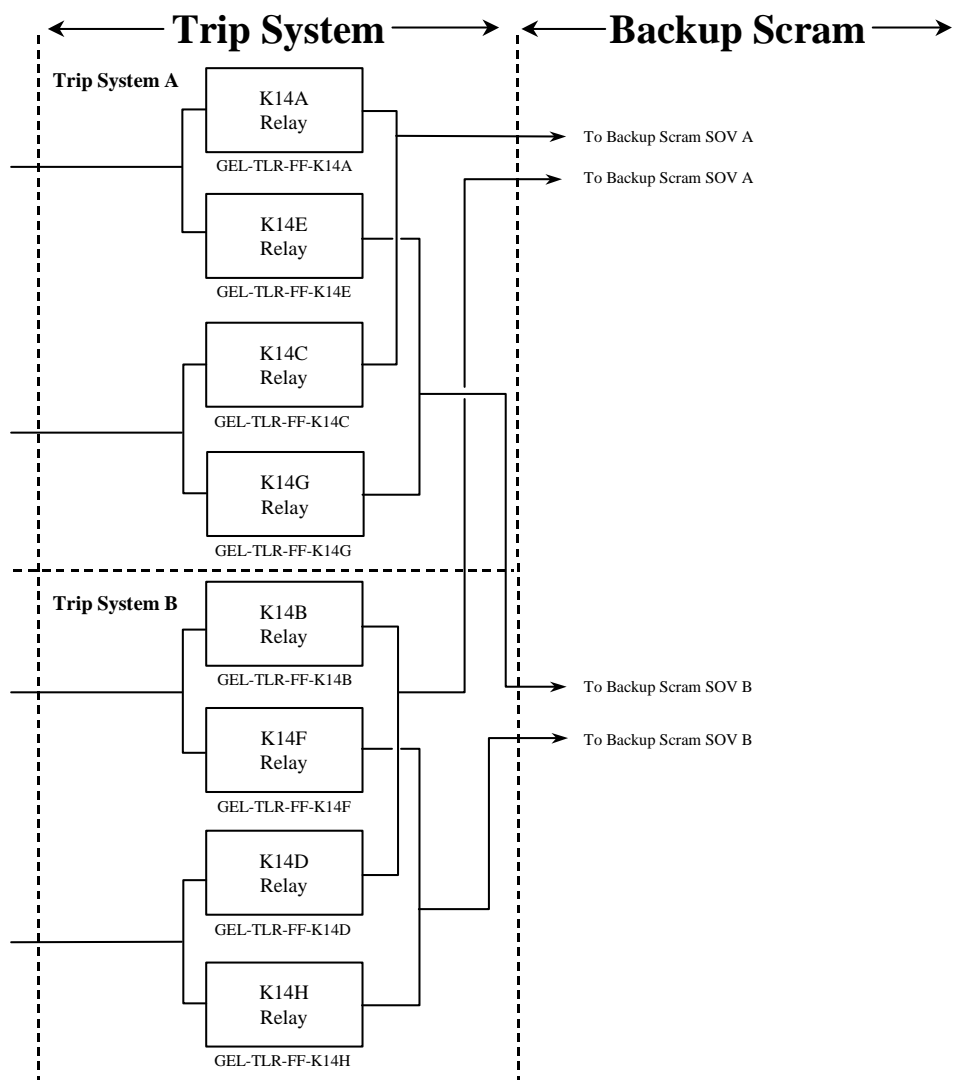 Trip System
Backup Scram
Trip System A
K14A
Relay
GEL-TLR-FF-K14A
To Backup Scram SOV A
To Backup Scram SOV A
K14E
Relay
GEL-TLR-FF-K14E
K14C
Relay
GEL-TLR-FF-K14C
K14G
Relay
GEL-TLR-FF-K14G
Trip System B
K14B
Relay
GEL-TLR-FF-K14B
To Backup Scram SOV B
K14F
Relay
To Backup Scram SOV B
GEL-TLR-FF-K14F
K14D
Relay
GEL-TLR-FF-K14D
K14H
Relay
GEL-TLR-FF-K14H